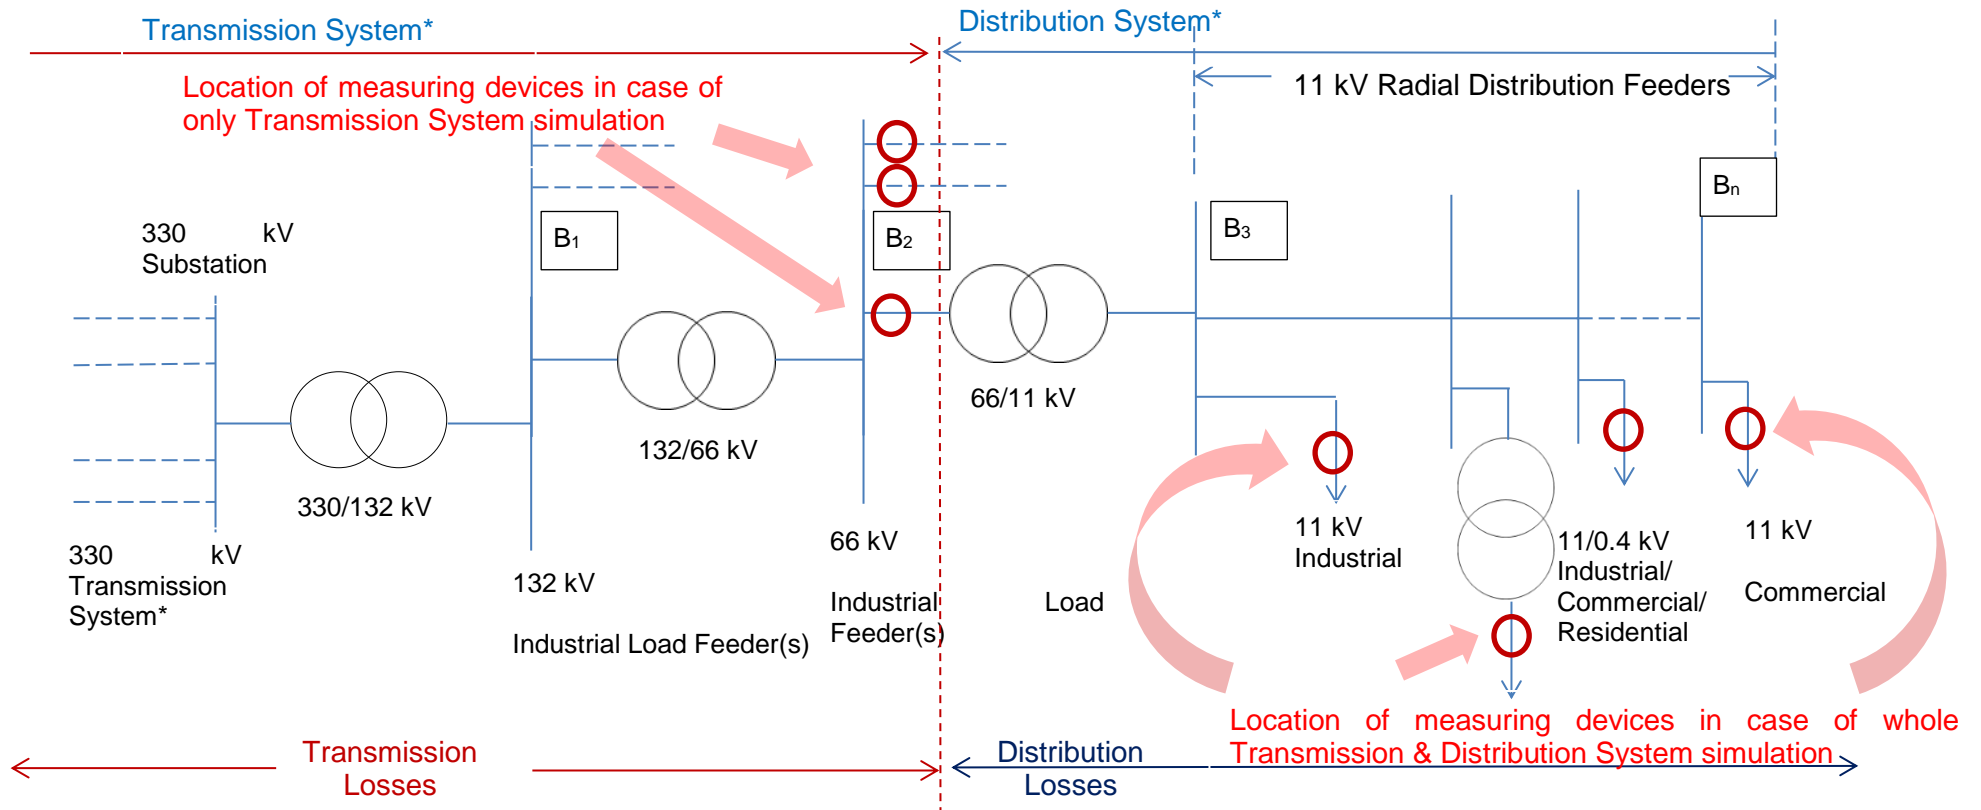 Transmission System*
Distribution System*
Location of measuring devices in case of
only Transmission System simulation
11 kV Radial Distribution Feeders
330 kV
Substation
B₁
B₂
B₃
Bₙ
330/132 kV
132/66 kV
66/11 kV
330 kV
Transmission
System*
132 kV
Industrial Load Feeder(s)
66 kV
Industrial
Feeder(s)
Load
11 kV
Industrial
11/0.4 kV
Industrial/
Commercial/
Residential
11 kV
Commercial
Location of measuring devices in case of whole
Transmission & Distribution System simulation
Transmission
Losses
Distribution
Losses